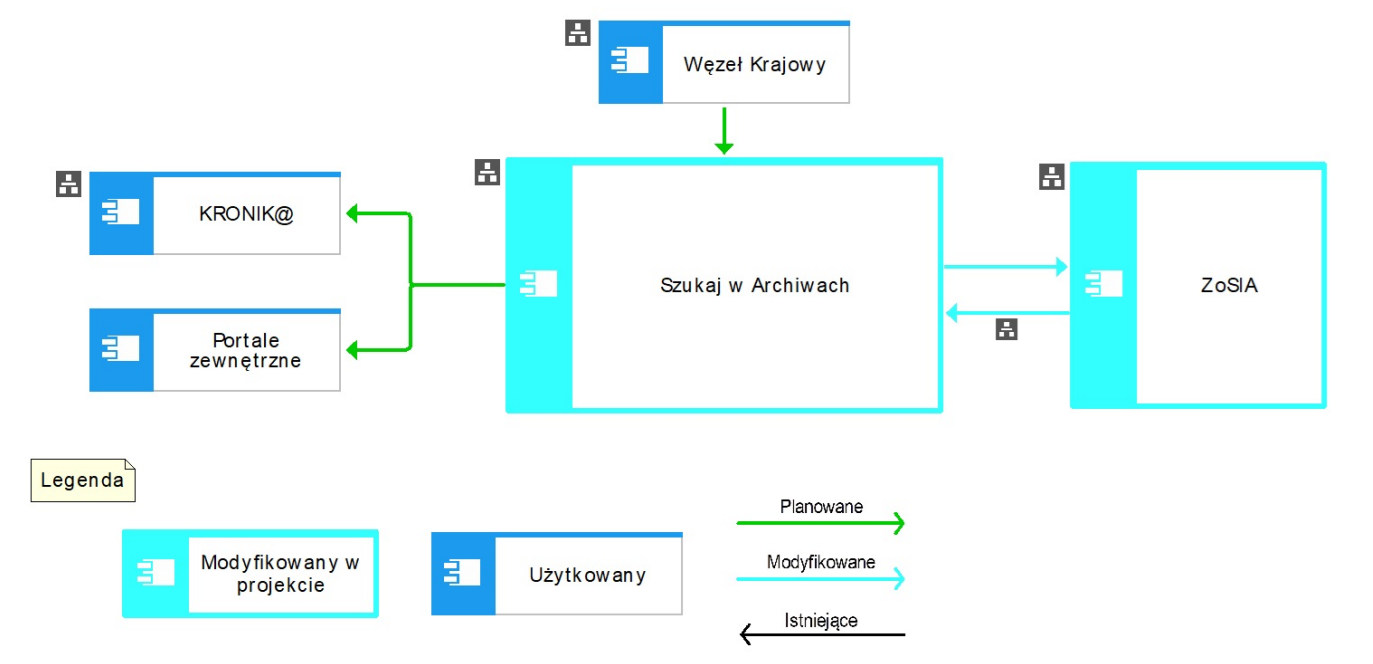 Węzeł Krajowy
KRONIK@
Szukaj w Archiwach
ZoSIA
Portale
zewnętrzne
Legenda
Planowane
Modyfikowany w
projekcie
Użytkowany
Modyfikowane
Istniejące